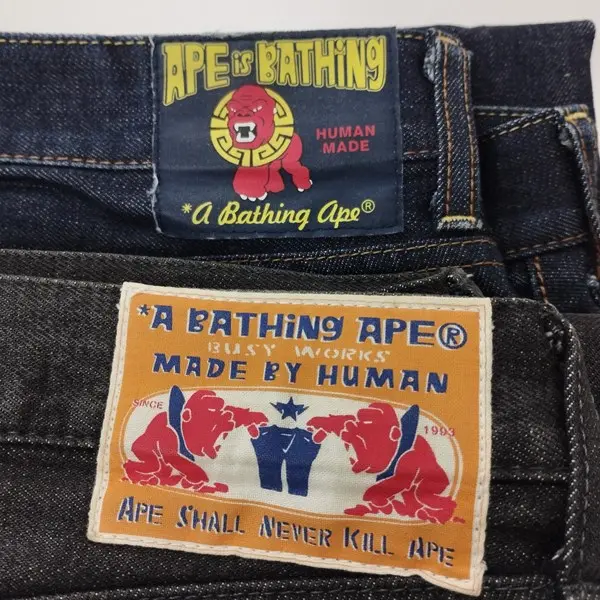 APE is BATHING
HUMAN
MADE
*A Bathing Ape®
*A BATHING APE®
BUSY WORKS
MADE BY HUMAN
SINCE 1993
APE SHALL NEVER KILL APE